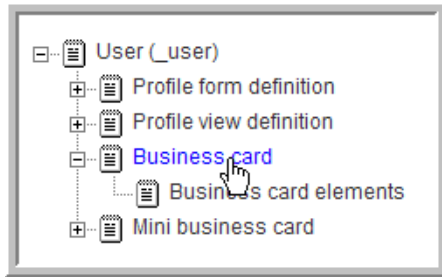 User (_user)
Profile form definition
Profile view definition
Business card
Business card elements
Mini business card